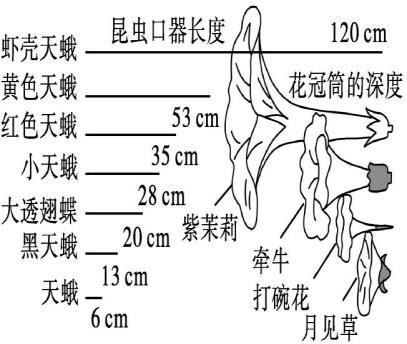 昆虫口器长度
虾壳天蛾
120 cm
黄色天蛾
花冠筒的深度
红色天蛾
53 cm
小天蛾
35 cm
大透翅蝶
28 cm
紫茉莉
黑天蛾
20 cm
牵牛
天蛾
13 cm
打碗花
6 cm
月见草